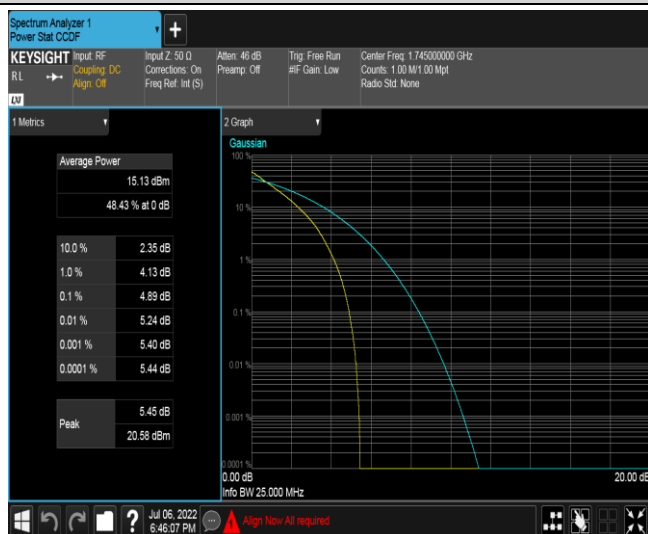 Spectrum Analyzer 1
Power Stat CCDF
+
KEYSIGHT
RL
LXI
Input: RF
Coupling: DC
Align: Off
Input Z: 50 Ω
Corrections: On
Freq Ref: Int (S)
Atten: 46 dB
Preamp: Off
Trig: Free Run
#IF Gain: Low
Center Freq: 1.745000000 GHz
Counts: 1.00 M/1.00 Mpt
Radio Std: None
1 Metrics
Average Power
15.13 dBm
48.43 % at 0 dB
10.0 % 2.35 dB
1.0 % 4.13 dB
0.1 % 4.89 dB
0.01 % 5.24 dB
0.001 % 5.40 dB
0.0001 % 5.44 dB
Peak
5.45 dB
20.58 dBm
2 Graph
Gaussian
100 %
10 %
1 %
0.1 %
0.01 %
0.001 %
0.0001 %
0.00 dB 20.00 dB
Info BW 25.000 MHz
?
Jul 06, 2022
6:46:07 PM
Align Now All required